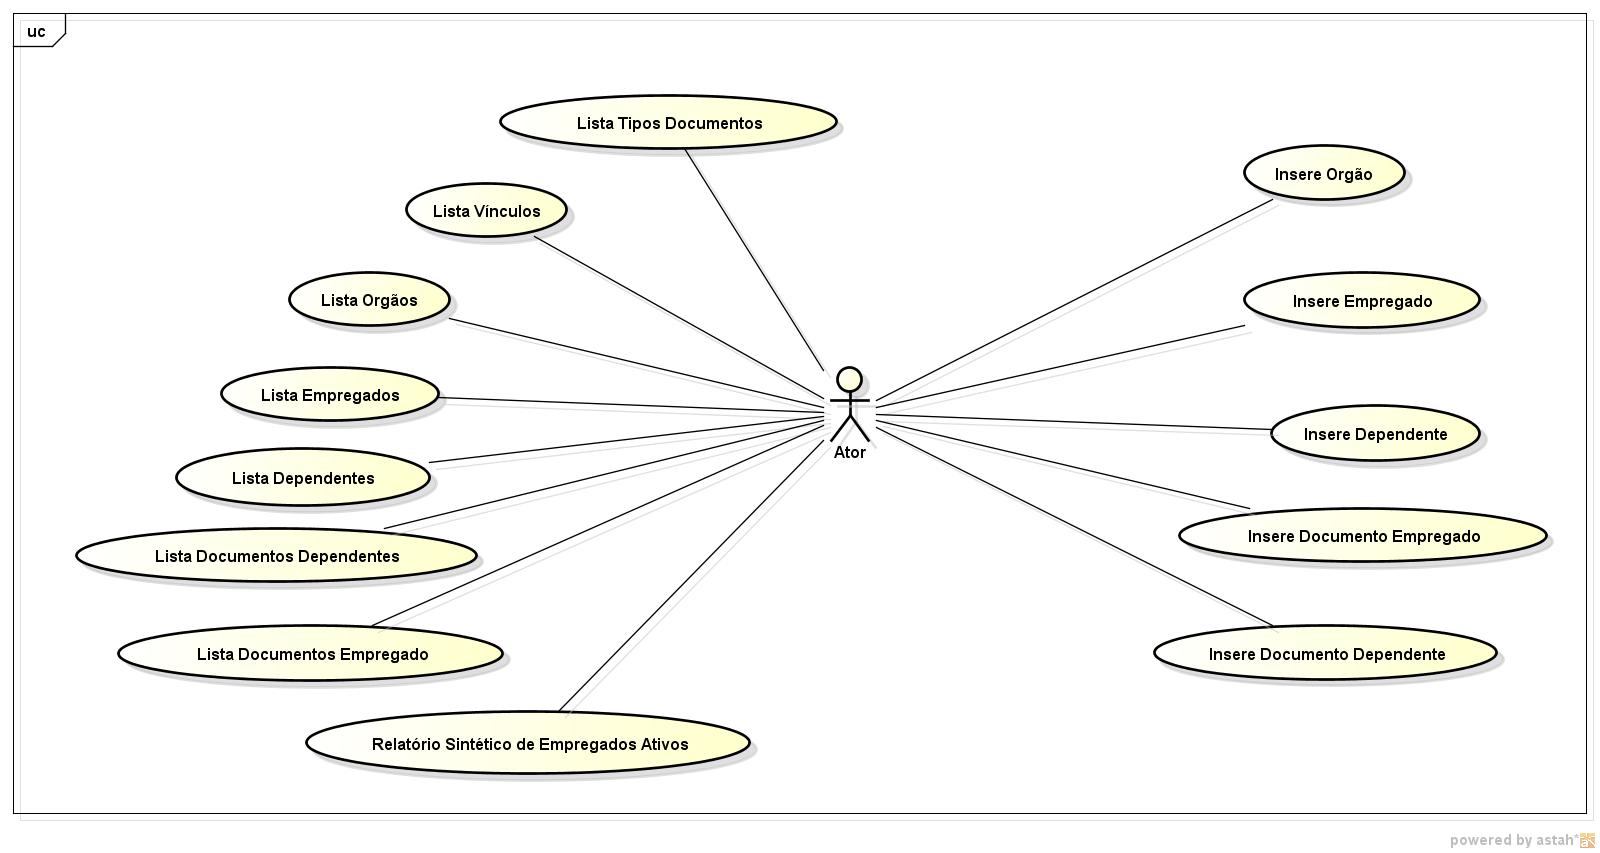 uc
Lista Tipos Documentos
Insere Orgão
Lista Vínculos
Lista Orgãos
Insere Empregado
Lista Empregados
Insere Dependente
Ator
Lista Dependentes
Insere Documento Empregado
Lista Documentos Dependentes
Lista Documentos Empregado
Insere Documento Dependente
Relatório Sintético de Empregados Ativos
powered by astah*